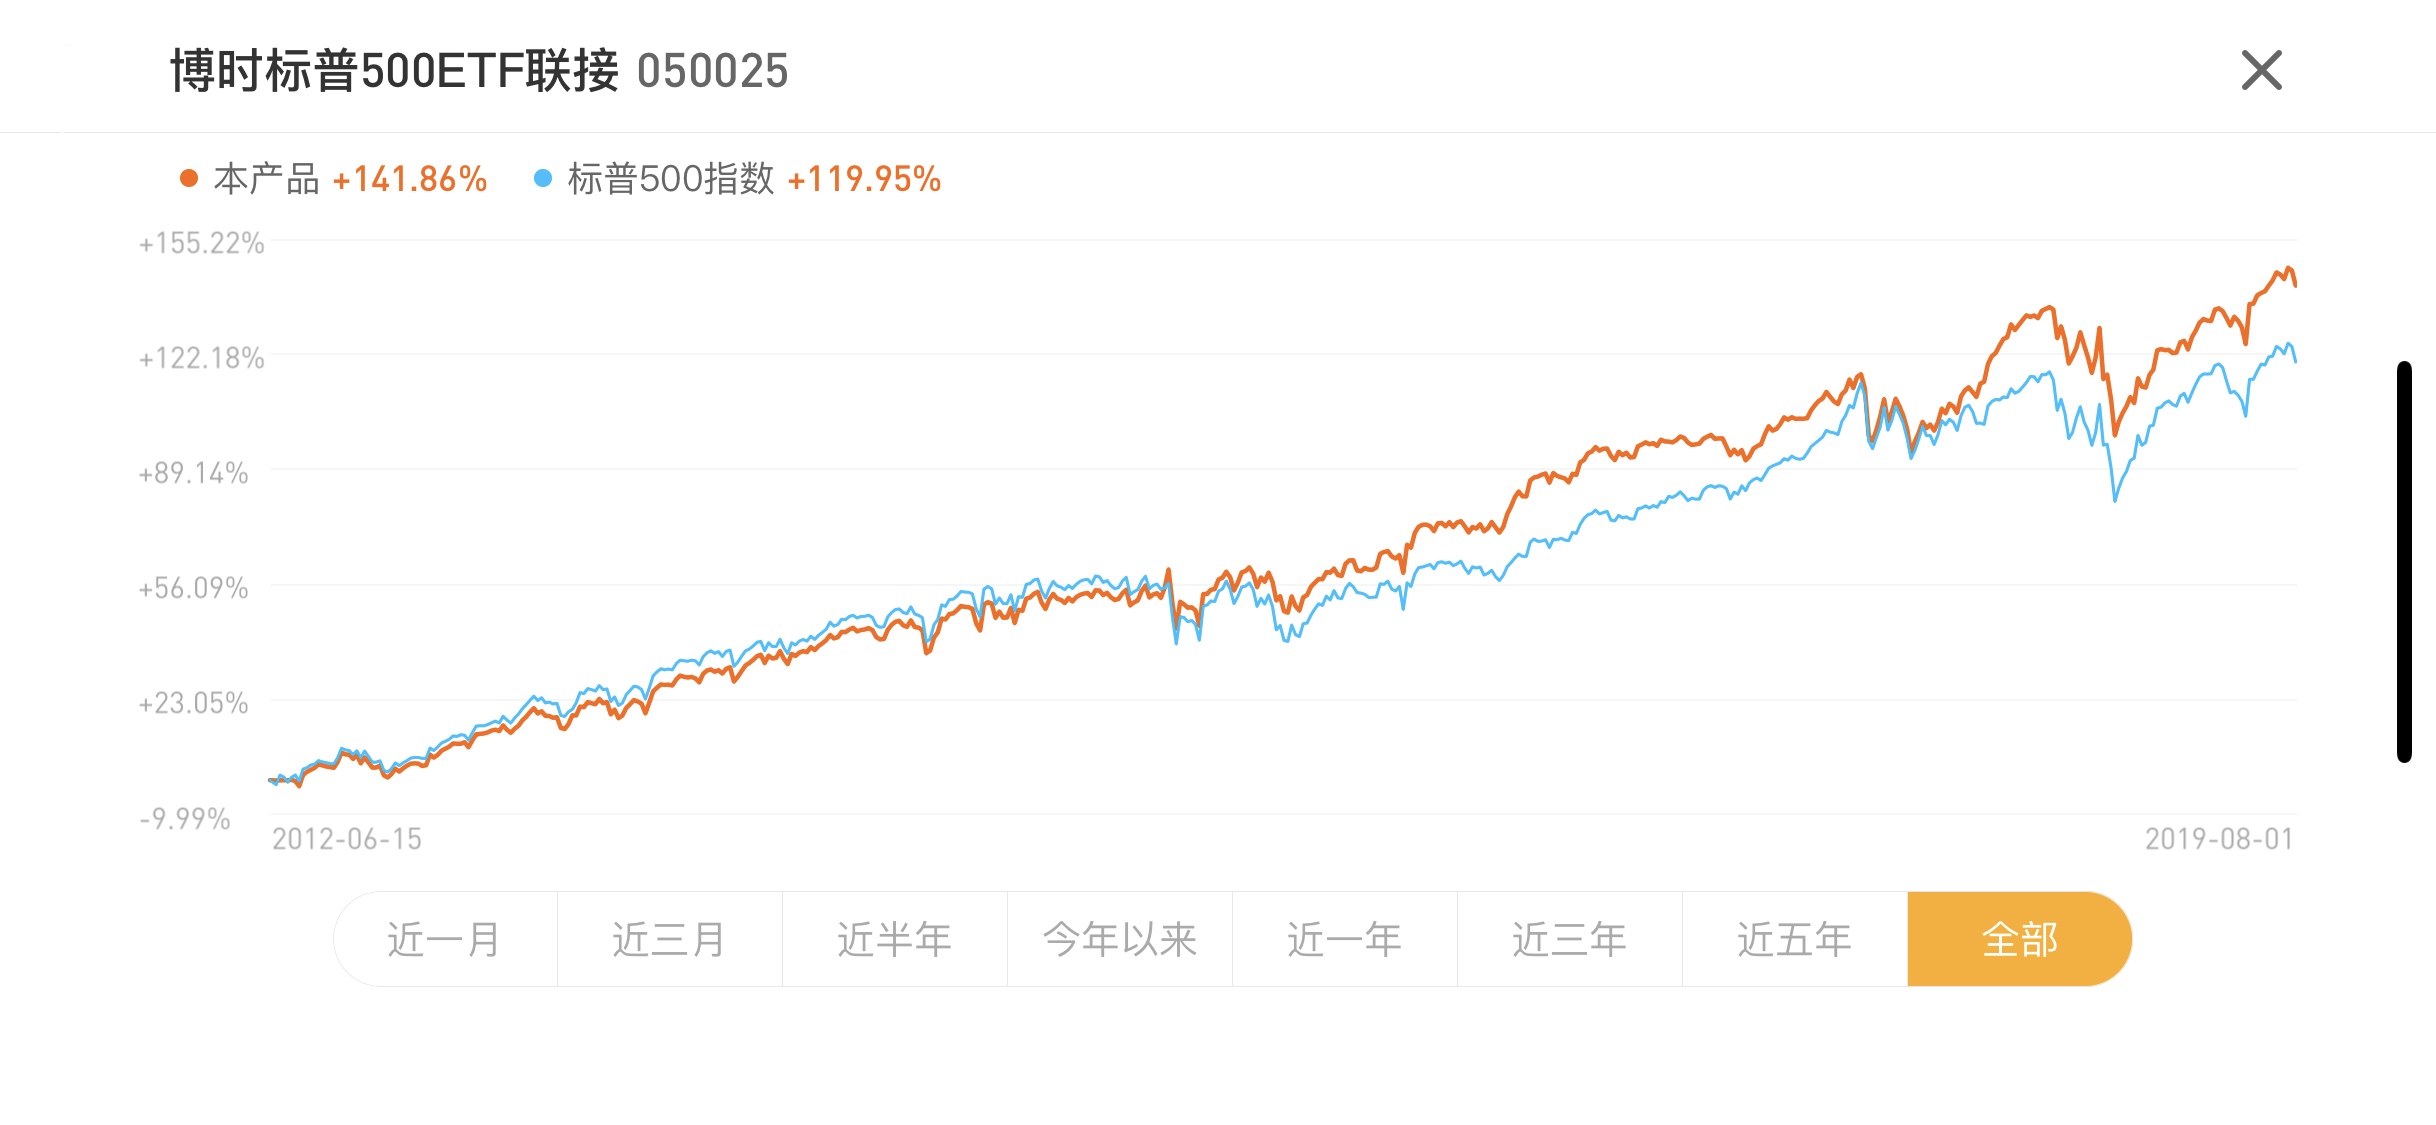 博时标普500ETF联接 050025
本产品 +141.86% 标普500指数 +119.95%
+155.22%
+122.18%
+89.14%
+56.09%
+23.05%
-9.99%
2012-06-15 2019-08-01
近一月 近三月 近半年 今年以来 近一年 近三年 近五年 全部